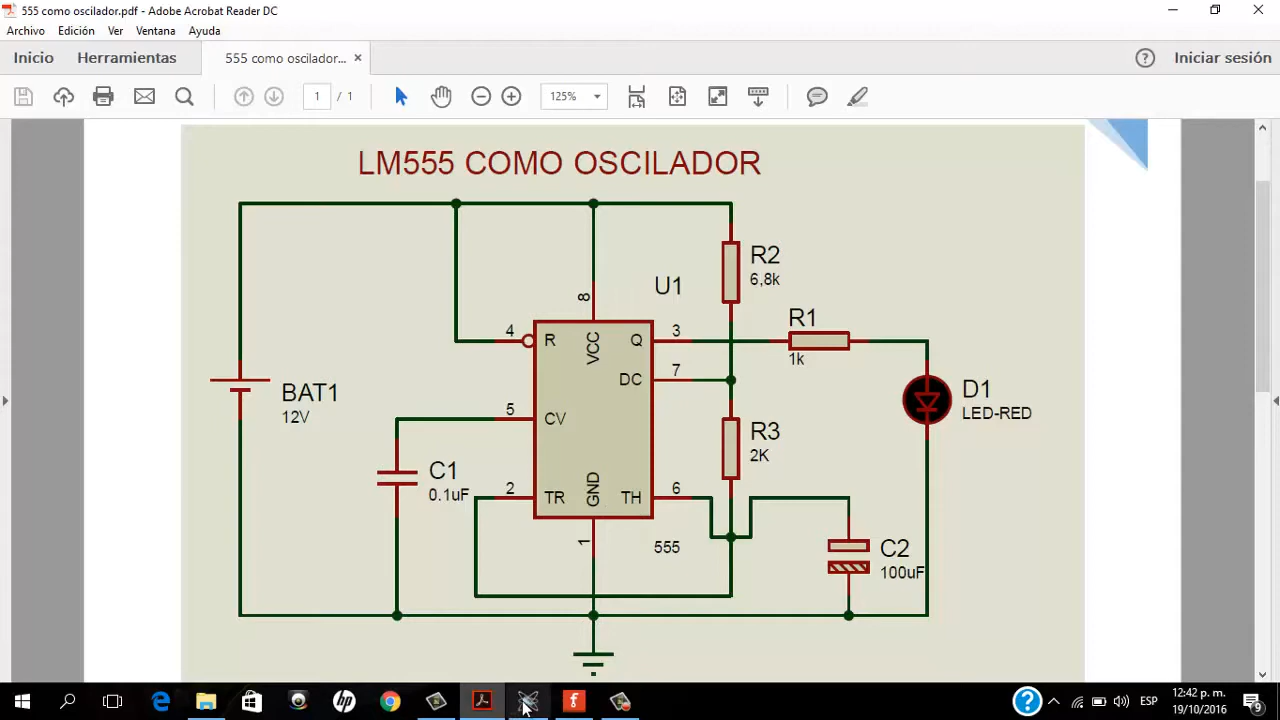 555 como oscilador.pdf - Adobe Acrobat Reader DC
Archivo Edición Ver Ventana Ayuda
Inicio Herramientas 555 como oscilador... × Iniciar sesión
1 / 1 125%
LM555 COMO OSCILADOR
R2
6,8k
U1
8
R1
1k
4 R VCC Q 3
DC 7
BAT1
12V
D1
LED-RED
5 CV
R3
2K
C1
0.1uF
2 TR GND TH 6
1
555
C2
100uF
ESP
12:42 p. m.
19/10/2016
9